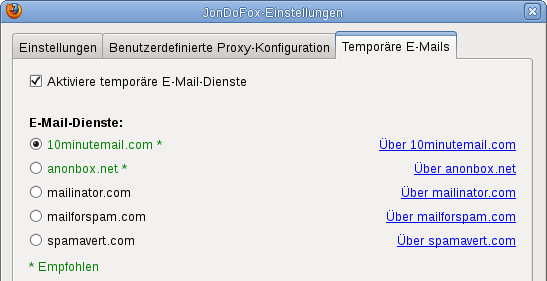 JonDoFox-Einstellungen
Einstellungen Benutzerdefinierte Proxy-Konfiguration Temporäre E-Mails
Aktiviere temporäre E-Mail-Dienste
E-Mail-Dienste:
10minutemail.com * Über 10minutemail.com
anonbox.net * Über anonbox.net
mailinator.com Über mailinator.com
mailforspam.com Über mailforspam.com
spamavert.com Über spamavert.com
* Empfohlen